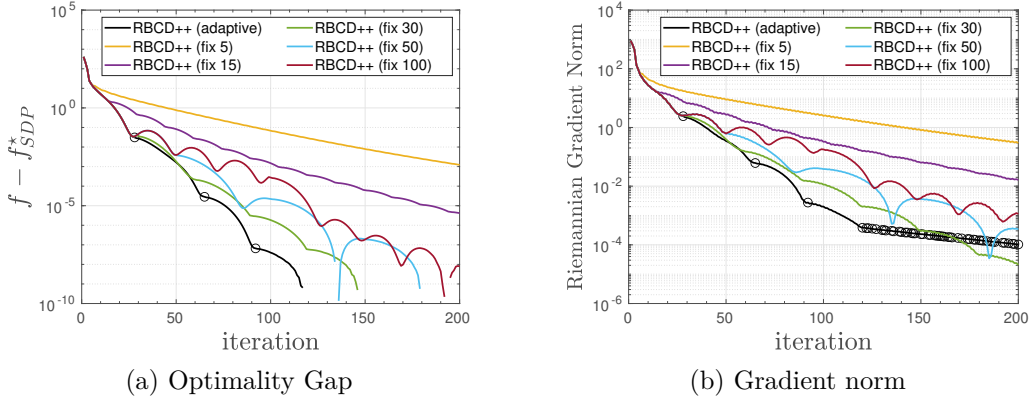 RBCD++ (adaptive)
RBCD++ (fix 5)
RBCD++ (fix 15)
RBCD++ (fix 30)
RBCD++ (fix 50)
RBCD++ (fix 100)
10^5
10^0
10^-5
10^-10
f − f*_SDP
0 50 100 150 200
iteration
(a) Optimality Gap
RBCD++ (adaptive)
RBCD++ (fix 5)
RBCD++ (fix 15)
RBCD++ (fix 30)
RBCD++ (fix 50)
RBCD++ (fix 100)
10^4
10^2
10^0
10^-2
10^-4
10^-6
Riemannian Gradient Norm
0 50 100 150 200
iteration
(b) Gradient norm